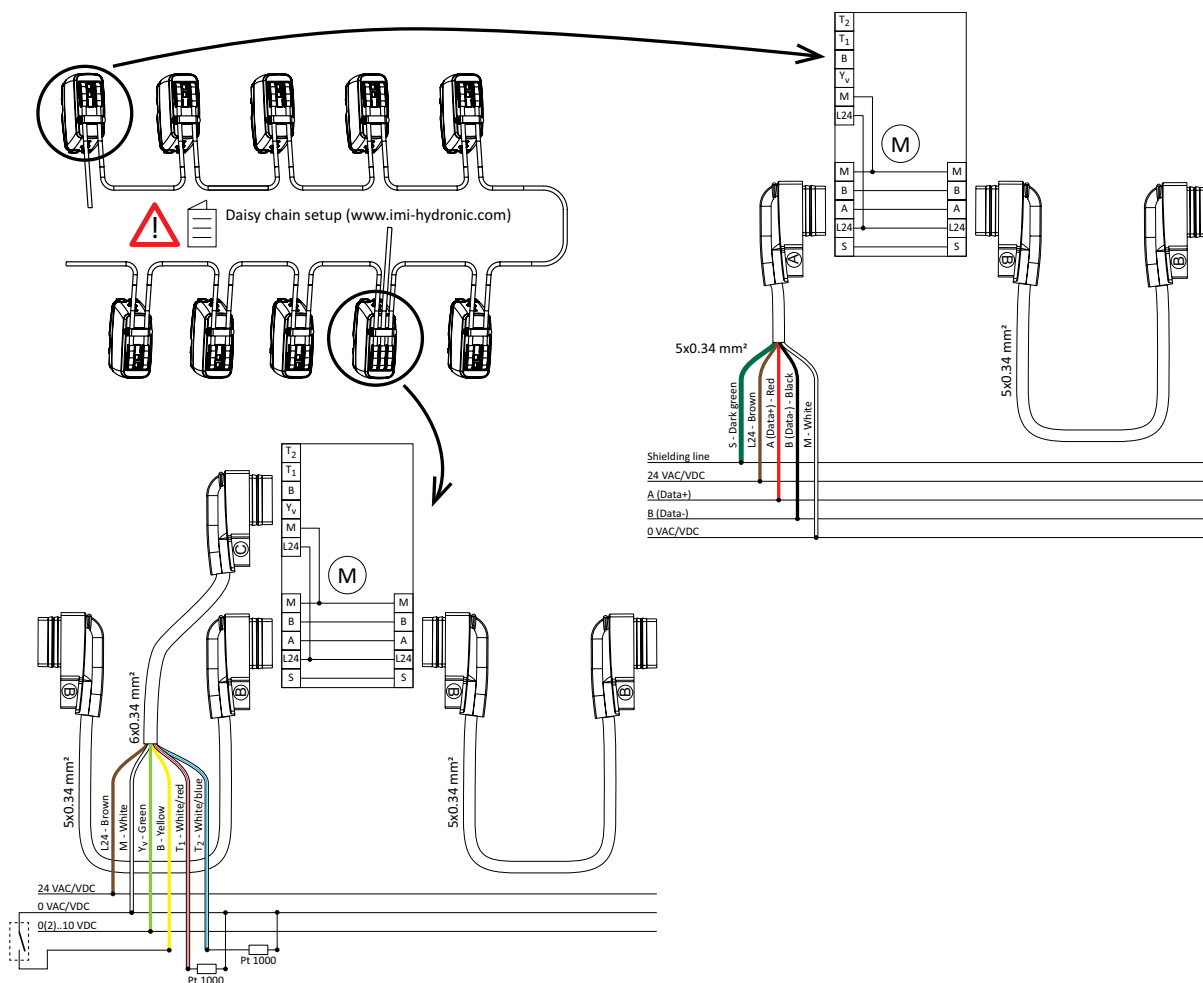 T2
T1
B
Yv
M
L24
M
M
B
A
L24
S
M
B
A
L24
S
Daisy chain setup (www.imi-hydronic.com)
A
B
B
5x0.34 mm²
5x0.34 mm²
S - Dark green
L24 - Brown
A (Data+) - Red
B (Data-) - Black
M - White
Shielding line
24 VAC/VDC
A (Data+)
B (Data-)
0 VAC/VDC
T2
T1
B
Yv
M
L24
C
M
M
B
A
L24
S
M
B
A
L24
S
B
B
B
B
6x0.34 mm²
5x0.34 mm²
5x0.34 mm²
L24 - Brown
M - White
Yv - Green
B - Yellow
T1 - White/red
T2 - White/blue
24 VAC/VDC
0 VAC/VDC
0(2)..10 VDC
Pt 1000
Pt 1000